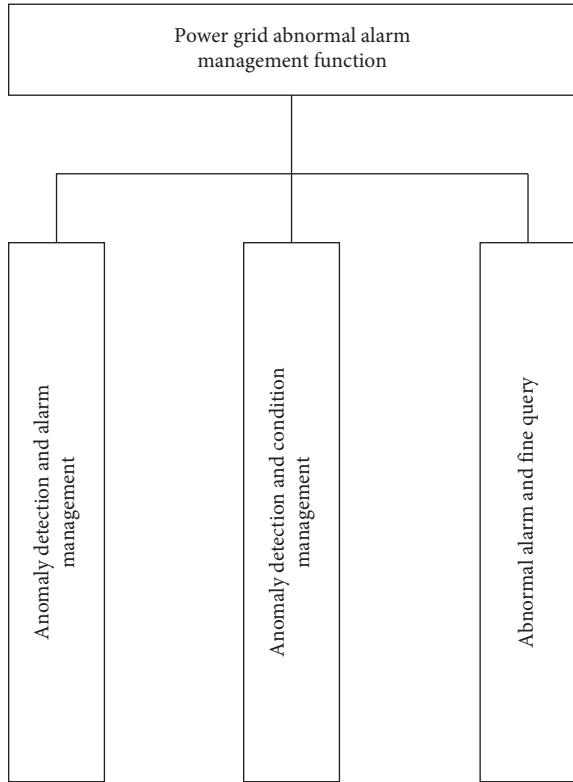 Power grid abnormal alarm
management function
Anomaly detection and alarm
management
Anomaly detection and condition
management
Abnormal alarm and fine query